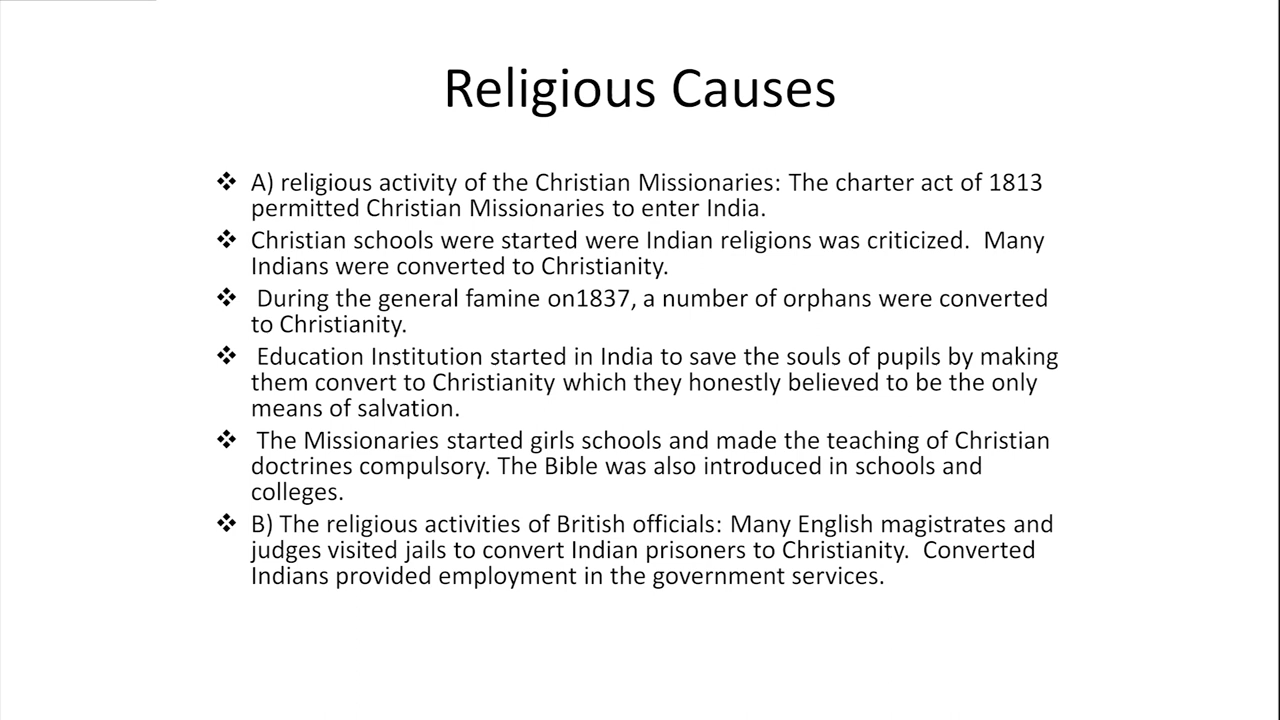 Religious Causes
❖ A) religious activity of the Christian Missionaries: The charter act of 1813
permitted Christian Missionaries to enter India.
❖ Christian schools were started were Indian religions was criticized.  Many
Indians were converted to Christianity.
❖ During the general famine on1837, a number of orphans were converted
to Christianity.
❖ Education Institution started in India to save the souls of pupils by making
them convert to Christianity which they honestly believed to be the only
means of salvation.
❖ The Missionaries started girls schools and made the teaching of Christian
doctrines compulsory. The Bible was also introduced in schools and
colleges.
❖ B) The religious activities of British officials: Many English magistrates and
judges visited jails to convert Indian prisoners to Christianity.  Converted
Indians provided employment in the government services.